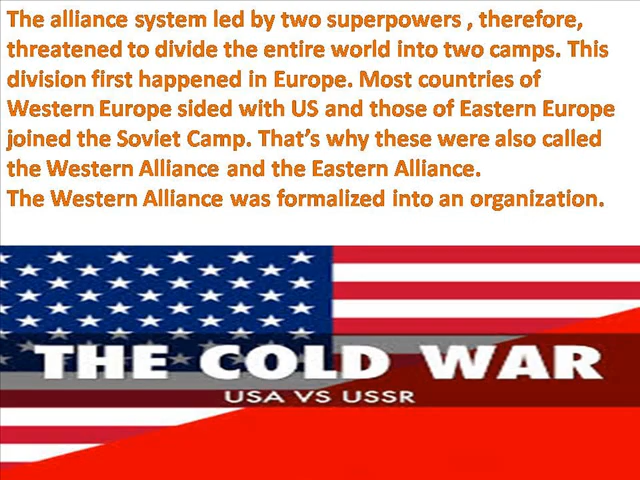 The alliance system led by two superpowers , therefore,
threatened to divide the entire world into two camps. This
division first happened in Europe. Most countries of
Western Europe sided with US and those of Eastern Europe
joined the Soviet Camp. That’s why these were also called
the Western Alliance and the Eastern Alliance.
The Western Alliance was formalized into an organization.
THE COLD WAR
USA VS USSR